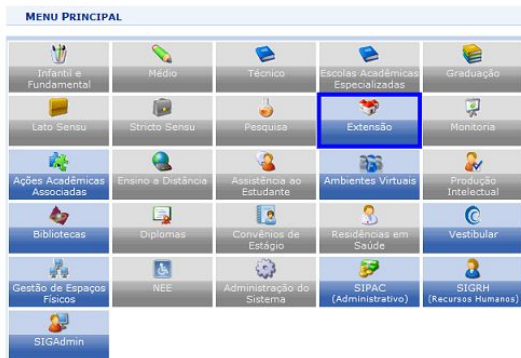 MENU PRINCIPAL
Infantil e
Fundamental
Médio
Técnico
Escolas Acadêmicas
Especializadas
Graduação
Lato Sensu
Stricto Sensu
Pesquisa
Extensão
Monitoria
Ações Acadêmicas
Associadas
Ensino a Distância
Assistência ao
Estudante
Ambientes Virtuais
Produção
Intelectual
Bibliotecas
Diplomas
Convênios de
Estágio
Residências em
Saúde
Vestibular
Gestão de Espaços
Físicos
NEE
Administração do
Sistema
SIPAC
(Administrativo)
SIGRH
(Recursos Humanos)
SIGAdmin